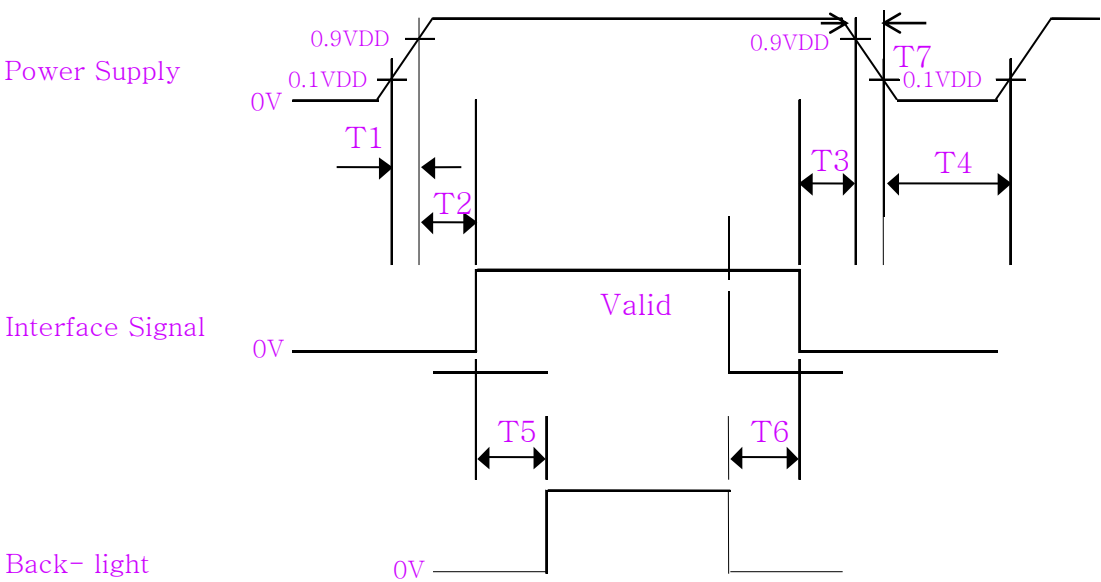 0.9VDD
0.9VDD
T7
Power Supply
0.1VDD
0.1VDD
0V
T1
T3
T4
T2
Valid
Interface Signal
0V
T5
T6
Back- light
0V